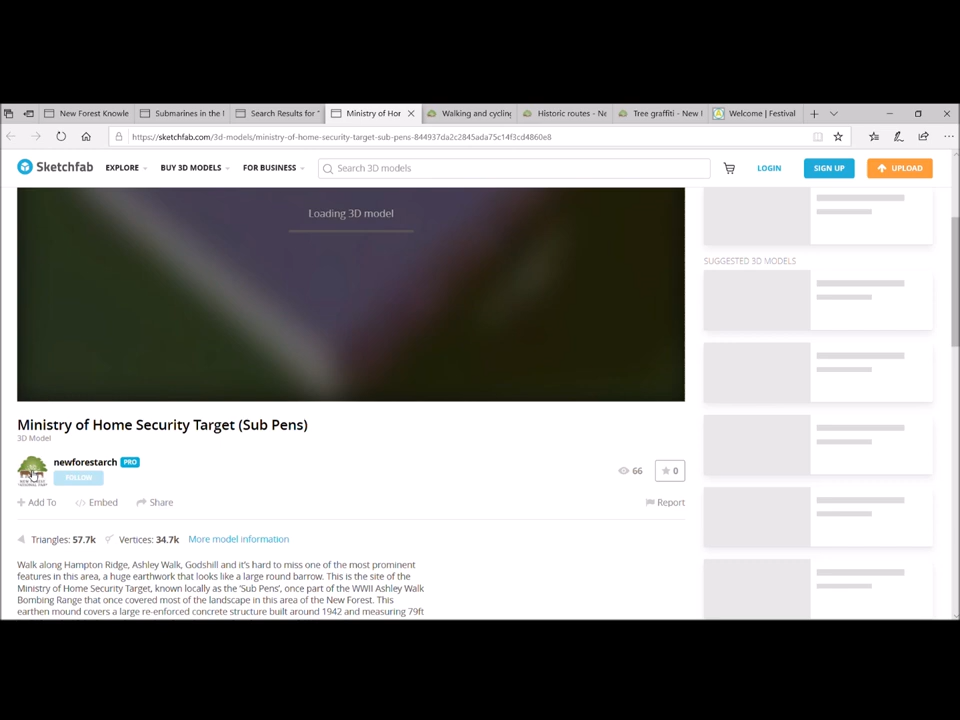 New Forest Knowle
Submarines in the l
Search Results for "
Ministry of Hor
Walking and cycling
Historic routes - Ne
Tree graffiti - New l
Welcome | Festival
https://sketchfab.com/3d-models/ministry-of-home-security-target-sub-pens-844937da2c2845ada75c14f3cd4860e8
Sketchfab
EXPLORE
BUY 3D MODELS
FOR BUSINESS
Search 3D models
LOGIN
SIGN UP
UPLOAD
Loading 3D model
SUGGESTED 3D MODELS
Ministry of Home Security Target (Sub Pens)
3D Model
newforestarch PRO
FOLLOW
66
0
Add To
Embed
Share
Report
Triangles: 57.7k
Vertices: 34.7k
More model information
Walk along Hampton Ridge, Ashley Walk, Godshill and it's hard to miss one of the most prominent
features in this area, a huge earthwork that looks like a large round barrow. This is the site of the
Ministry of Home Security Target, known locally as the 'Sub Pens', once part of the WWII Ashley Walk
Bombing Range that once covered most of the landscape in this area of the New Forest. This
earthen mound covers a large re-enforced concrete structure built around 1942 and measuring 79ft